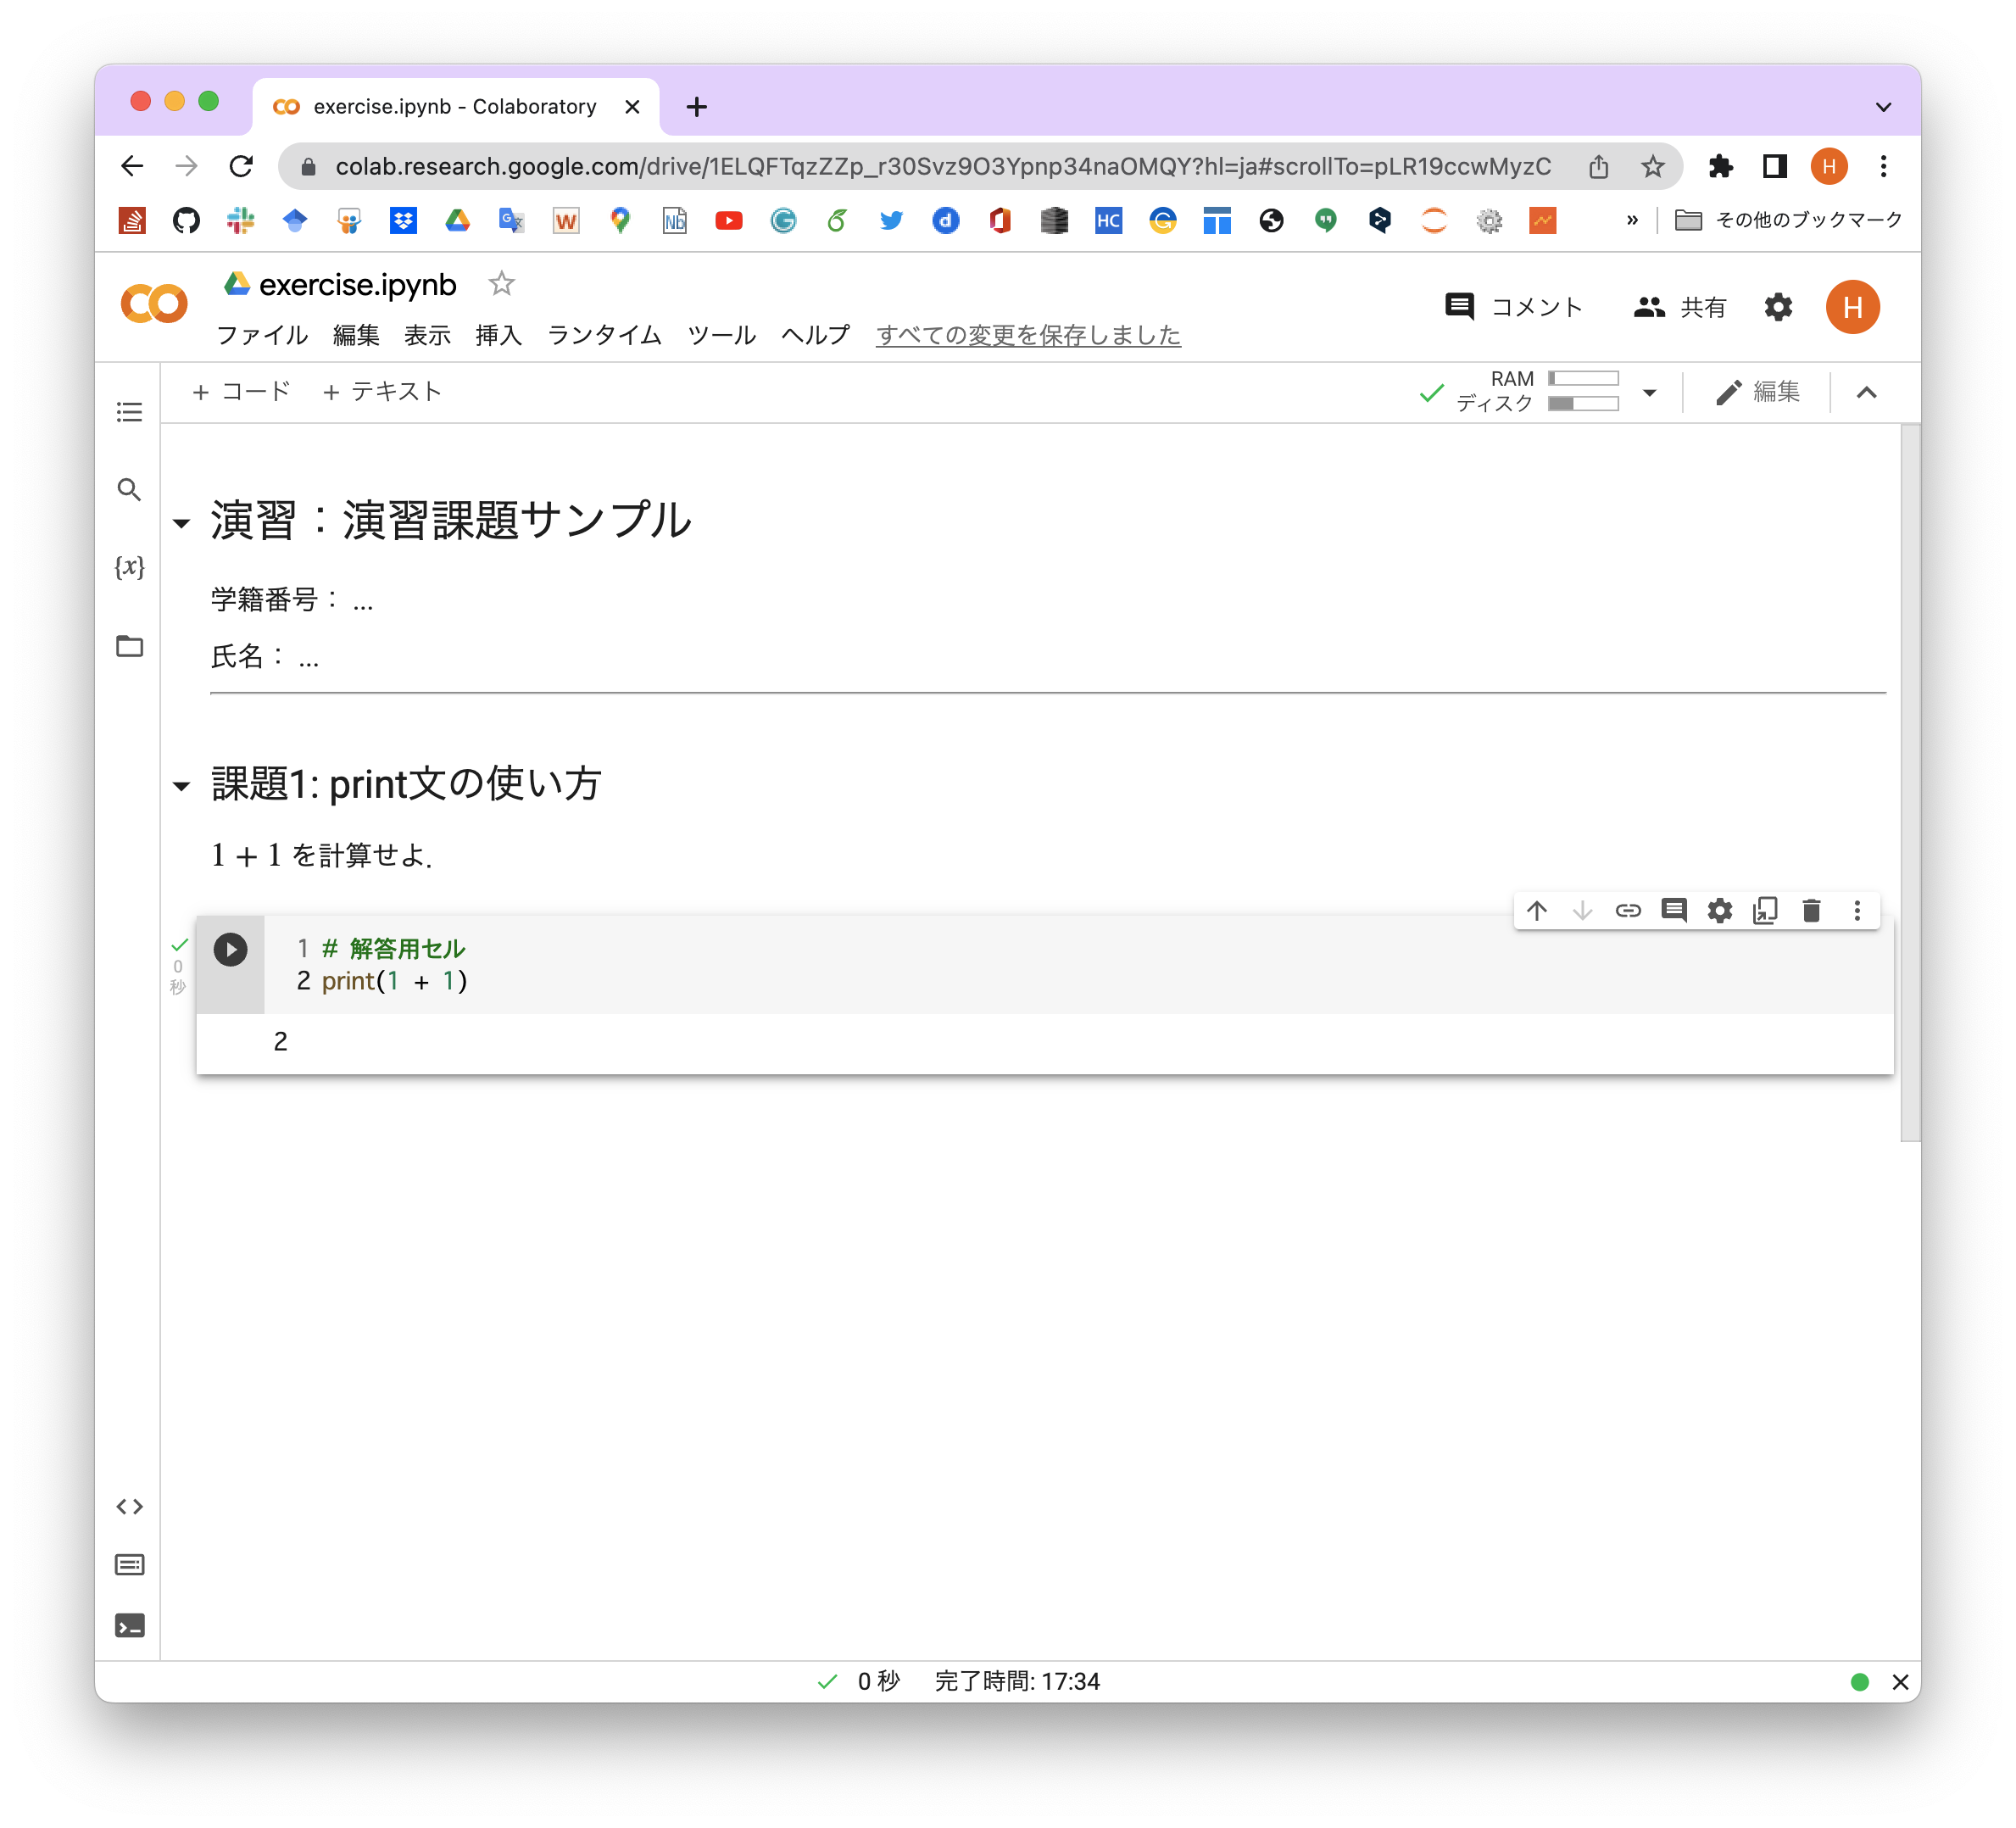 exercise.ipynb - Colaboratory
colab.research.google.com/drive/1ELQFTqzZZp_r30Svz9O3Ypnp34naOMQY?hl=ja#scrollTo=pLR19ccwMyzC
H
W
Nb
d
HC
»
その他のブックマーク
exercise.ipynb
コメント
共有
H
ファイル 編集 表示 挿入 ランタイム ツール ヘルプ すべての変更を保存しました
+ コード + テキスト
RAM
ディスク
編集
演習：演習課題サンプル
{x}
学籍番号： ...
氏名： ...
課題1: print文の使い方
1 + 1 を計算せよ.
1 # 解答用セル
0
秒
2 print(1 + 1)
2
0 秒 完了時間: 17:34